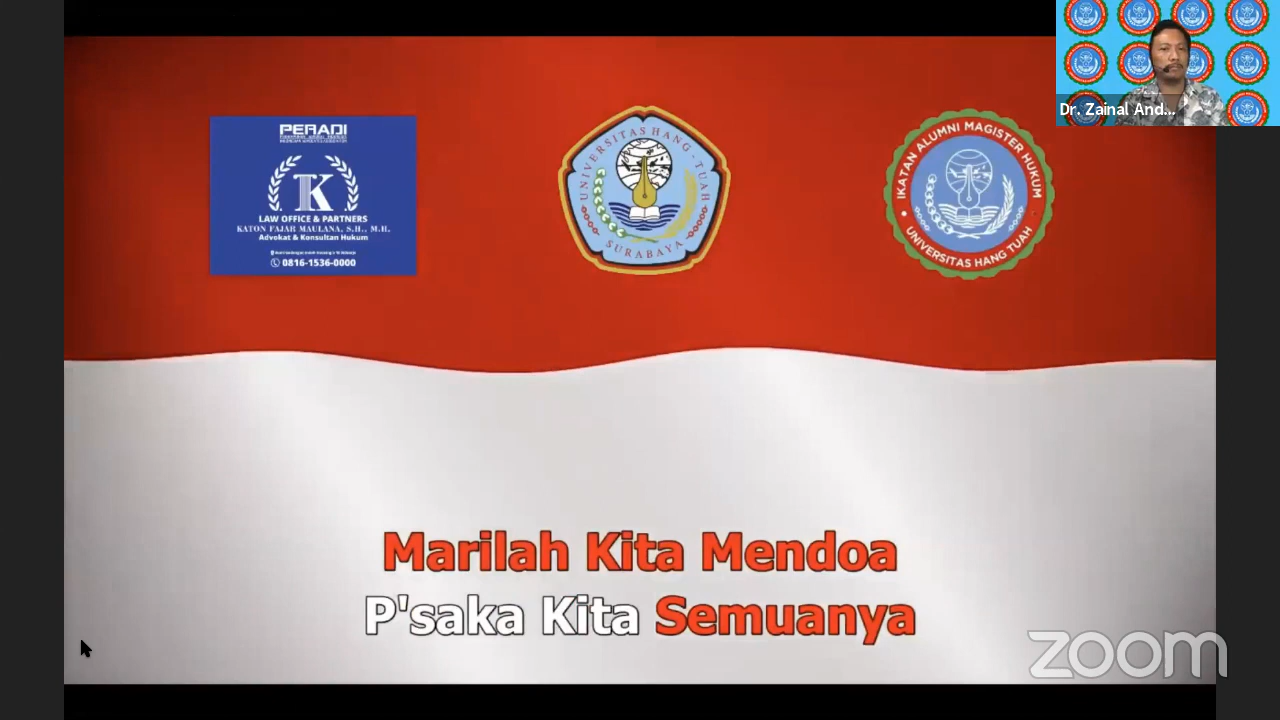 Dr. Zainal And...
PERADI
LAW OFFICE & PARTNERS
KATON FAJAR MAULANA, S.H., M.H.
Advokat & Konsultan Hukum
0816-1536-0000
UNIVERSITAS HANG - TUAH
SURABAYA
IKATAN ALUMNI MAGISTER HUKUM
UNIVERSITAS HANG TUAH
Marilah Kita Mendoa
P'saka Kita Semuanya
zoom